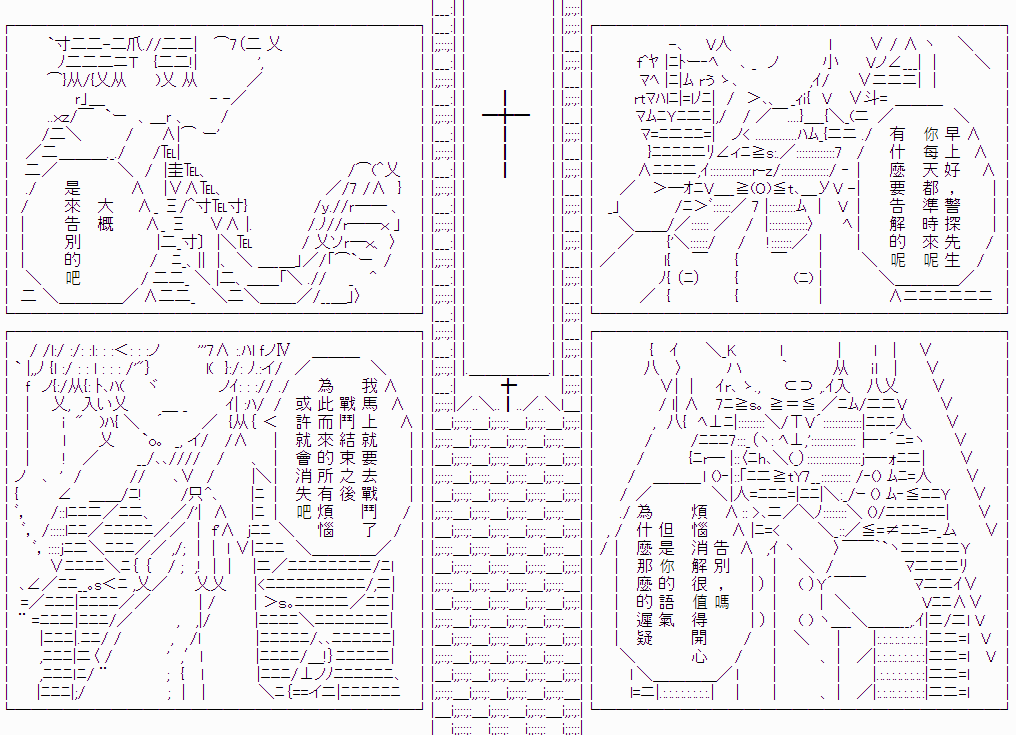 早上好，警探先生
你每天都準時來呢
有什麼要告解的呢
大概
是來告別的吧
告別，嗎
煩惱消解很值得開心
但是你的語氣
為什麼那麼的遲疑
我馬上就要去戰鬥了
戰鬥結束之後
為此而來的所有煩惱
或許就會消失吧